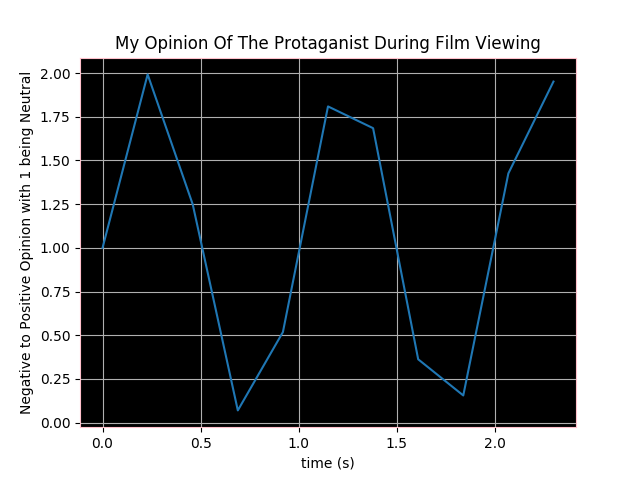 My Opinion Of The Protaganist During Film Viewing
Negative to Positive Opinion with 1 being Neutral
2.00
1.75
1.50
1.25
1.00
0.75
0.50
0.25
0.00
0.0 0.5 1.0 1.5 2.0
time (s)